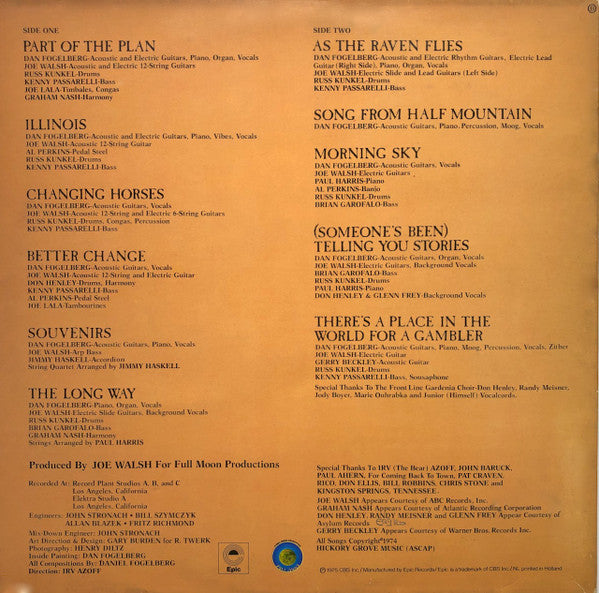 SIDE ONE
PART OF THE PLAN
DAN FOGELBERG-Acoustic and Electric Guitars, Piano, Organ, Vocals
JOE WALSH-Acoustic and Electric 12-String Guitars
RUSS KUNKEL-Drums
KENNY PASSARELLI-Bass
JOE LALA-Timbales, Congas
GRAHAM NASH-Harmony
ILLINOIS
DAN FOGELBERG-Acoustic and Electric Guitars, Piano, Vibes, Vocals
JOE WALSH-Acoustic 12-String Guitar
AL PERKINS-Pedal Steel
RUSS KUNKEL-Drums
KENNY PASSARELLI-Bass
CHANGING HORSES
DAN FOGELBERG-Acoustic Guitars, Vocals
JOE WALSH-Acoustic 12-String and Electric 6-String Guitars
RUSS KUNKEL-Drums, Congas, Percussion
KENNY PASSARELLI-Bass
BETTER CHANGE
DAN FOGELBERG-Acoustic Guitars, Vocals
JOE WALSH-Acoustic 12-String and Electric Guitar
DON HENLEY-Drums, Harmony
KENNY PASSARELLI-Bass
AL PERKINS-Pedal Steel
JOE LALA-Tambourines
SOUVENIRS
DAN FOGELBERG-Acoustic Guitars, Piano, Vocals
JOE WALSH-Arp Bass
JIMMY HASKELL-Accordion
String Quartet Arranged by JIMMY HASKELL
THE LONG WAY
DAN FOGELBERG-Piano, Organ, Vocals
JOE WALSH-Electric Slide Guitars, Background Vocals
RUSS KUNKEL-Drums
BRIAN GAROFALO-Bass
GRAHAM NASH-Harmony
Strings Arranged by PAUL HARRIS
Produced By JOE WALSH For Full Moon Productions
Recorded At: Record Plant Studios A, B, and C
Los Angeles, California
Elektra Studio A
Los Angeles, California
Engineers: JOHN STRONACH • BILL SZYMCZYK
ALLAN BLAZEK • FRITZ RICHMOND
Mix-Down Engineer: JOHN STRONACH
Art Direction & Design: GARY BURDEN for R. TWERK
Photography: HENRY DILTZ
Inside Painting: DAN FOGELBERG
All Compositions By: DANIEL FOGELBERG
Direction: IRV AZOFF
Epic
SIDE TWO
AS THE RAVEN FLIES
DAN FOGELBERG-Acoustic and Electric Rhythm Guitars, Electric Lead
Guitar (Right Side), Piano, Organ, Vocals
JOE WALSH-Electric Slide and Lead Guitars (Left Side)
RUSS KUNKEL-Drums
KENNY PASSARELLI-Bass
SONG FROM HALF MOUNTAIN
DAN FOGELBERG-Acoustic Guitars, Piano, Percussion, Moog, Vocals
MORNING SKY
DAN FOGELBERG-Acoustic Guitars, Vocals
JOE WALSH-Electric Guitars
PAUL HARRIS-Piano
AL PERKINS-Banjo
RUSS KUNKEL-Drums
BRIAN GAROFALO-Bass
(SOMEONE'S BEEN)
TELLING YOU STORIES
DAN FOGELBERG-Acoustic Guitars, Organ, Vocals
JOE WALSH-Electric Guitars, Background Vocals
BRIAN GAROFALO-Bass
RUSS KUNKEL-Drums
PAUL HARRIS-Piano
DON HENLEY & GLENN FREY-Background Vocals
THERE'S A PLACE IN THE
WORLD FOR A GAMBLER
DAN FOGELBERG-Acoustic Guitars, Piano, Moog, Percussion, Vocals, Zither
JOE WALSH-Electric Guitar
GERRY BECKLEY-Acoustic Guitar
RUSS KUNKEL-Drums
KENNY PASSARELLI-Bass, Sousaphone
Special Thanks To The Front Line Gardenia Choir-Don Henley, Randy Meisner,
Jody Boyer, Marie Ouhrabka and Junior (Himself) Vocalcords.
Special Thanks To IRV (The Bear) AZOFF, JOHN BARUCK,
PAUL AHERN, For Coming Back To Town, PAT CRAVEN,
RICO, DON ELLIS, BILL ROBBINS, CHRIS STONE and
KINGSTON SPRINGS, TENNESSEE.
JOE WALSH Appears Courtesy of ABC Records, Inc.
GRAHAM NASH Appears Courtesy of Atlantic Recording Corporation
DON HENLEY, RANDY MEISNER and GLENN FREY Appear Courtesy of
Asylum Records
GERRY BECKLEY Appears Courtesy of Warner Bros. Records Inc.
All Songs Copyright©1974
HICKORY GROVE MUSIC (ASCAP)
© 1975 CBS Inc./Manufactured by Epic Records/Epic is a trademark of CBS Inc./NL printed in Holland